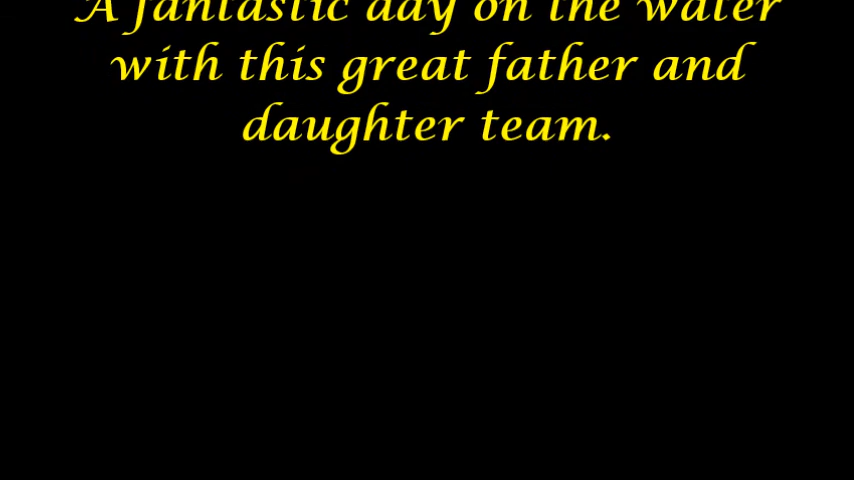 A fantastic day on the water
with this great father and
daughter team.